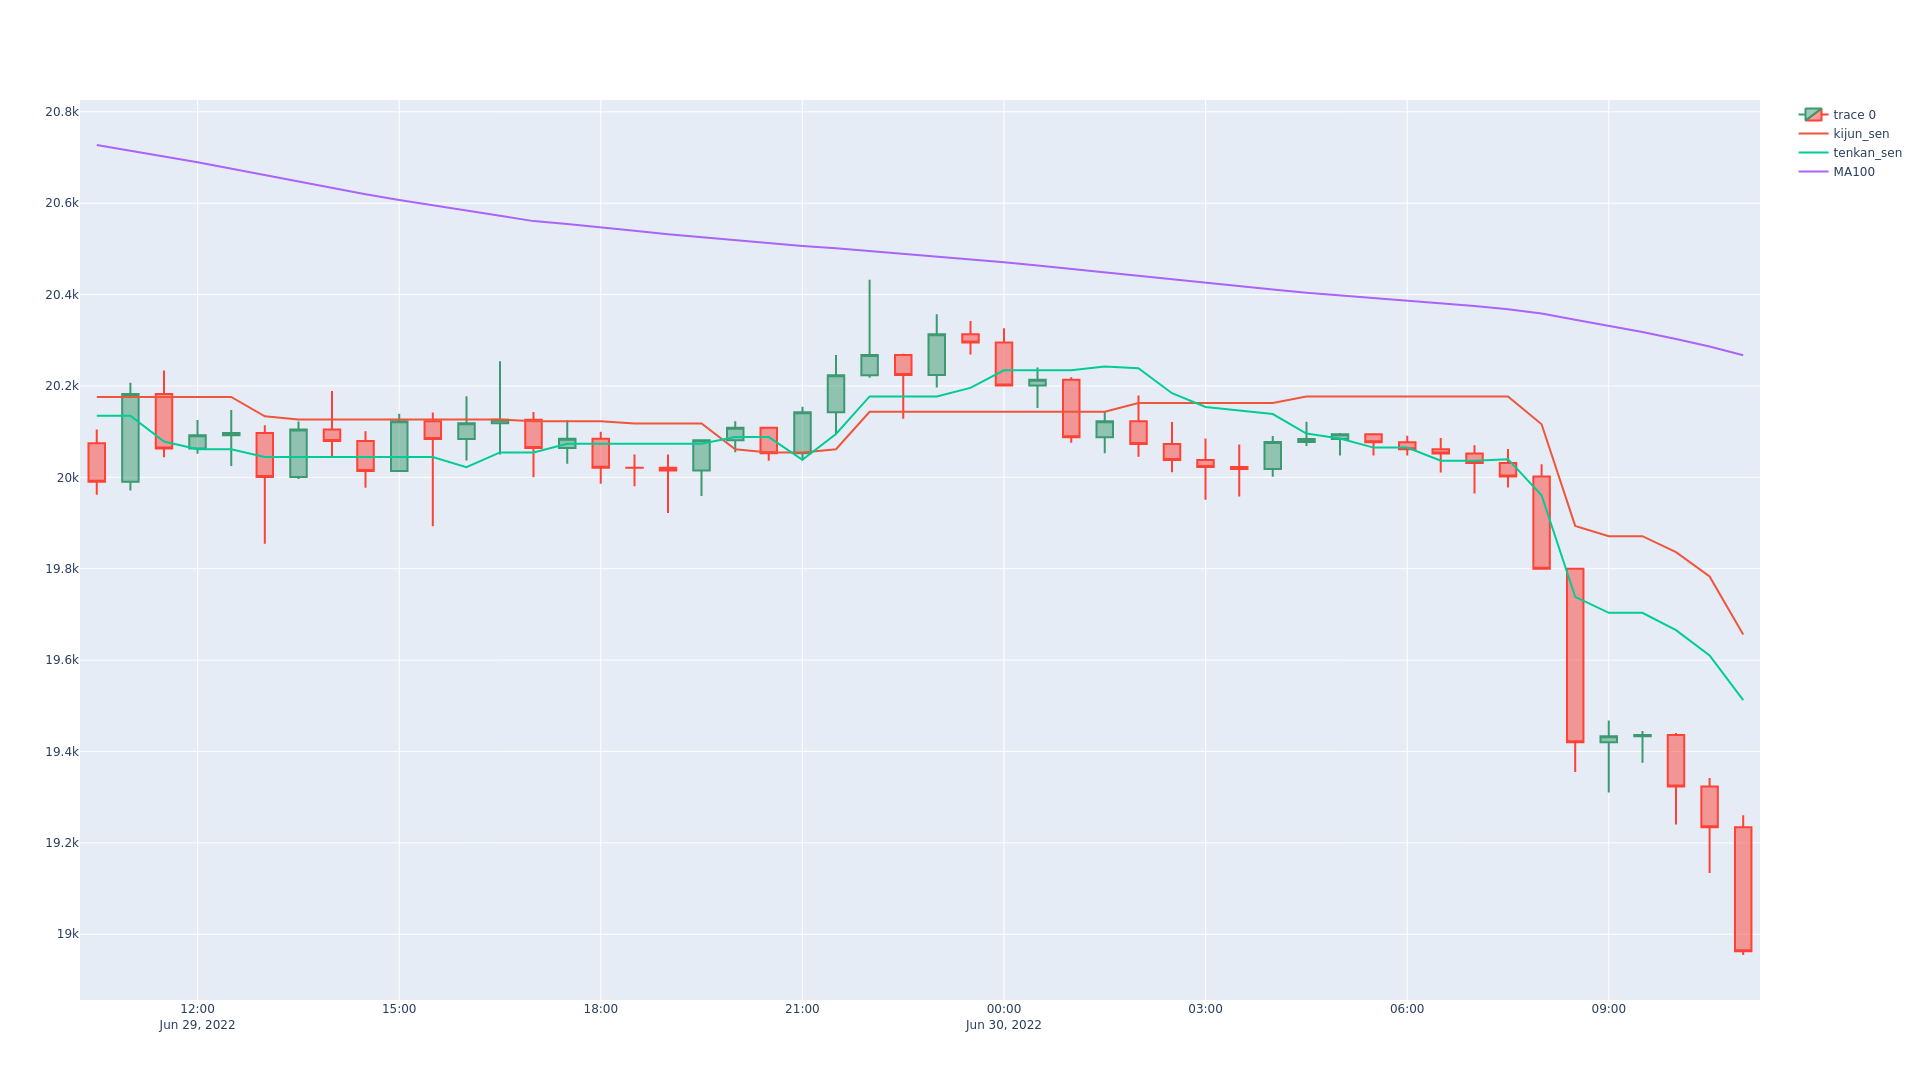 20.8k
20.6k
20.4k
20.2k
20k
19.8k
19.6k
19.4k
19.2k
19k
12:00
Jun 29, 2022
15:00
18:00
21:00
00:00
Jun 30, 2022
03:00
06:00
09:00
trace 0
kijun_sen
tenkan_sen
MA100